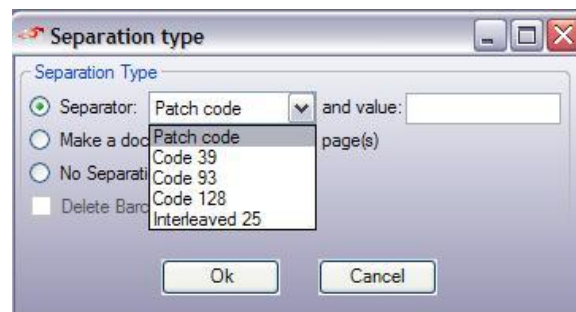 Separation type
Separation Type
Separator: Patch code and value:
Make a doc page(s)
Patch code
Code 39
No Separati
Code 93
Code 128
Delete Barc
Interleaved 25
Ok Cancel